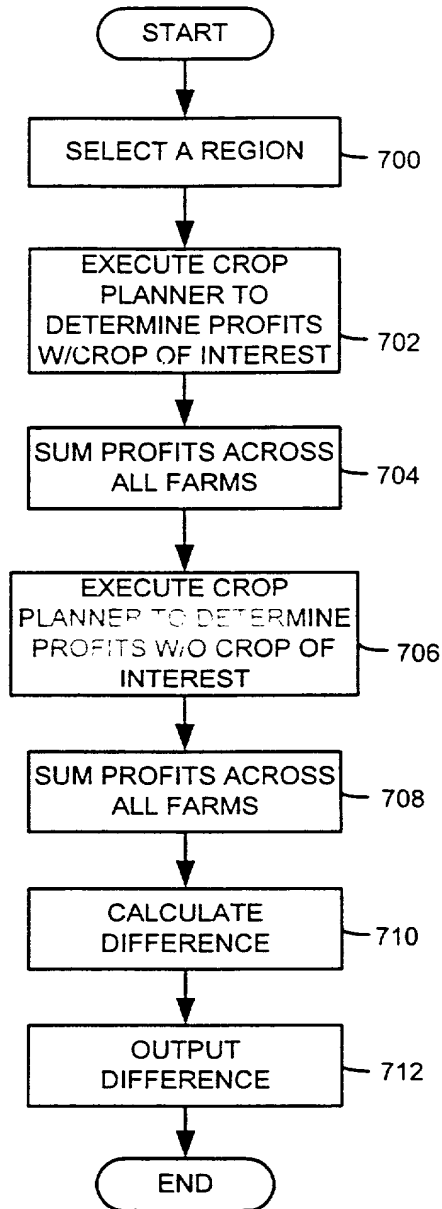 START
SELECT A REGION
700
EXECUTE CROP
PLANNER TO
DETERMINE PROFITS
W/CROP OF INTEREST
702
SUM PROFITS ACROSS
ALL FARMS
704
EXECUTE CROP
PLANNER TO DETERMINE
PROFITS W/O CROP OF
INTEREST
706
SUM PROFITS ACROSS
ALL FARMS
708
CALCULATE
DIFFERENCE
710
OUTPUT
DIFFERENCE
712
END